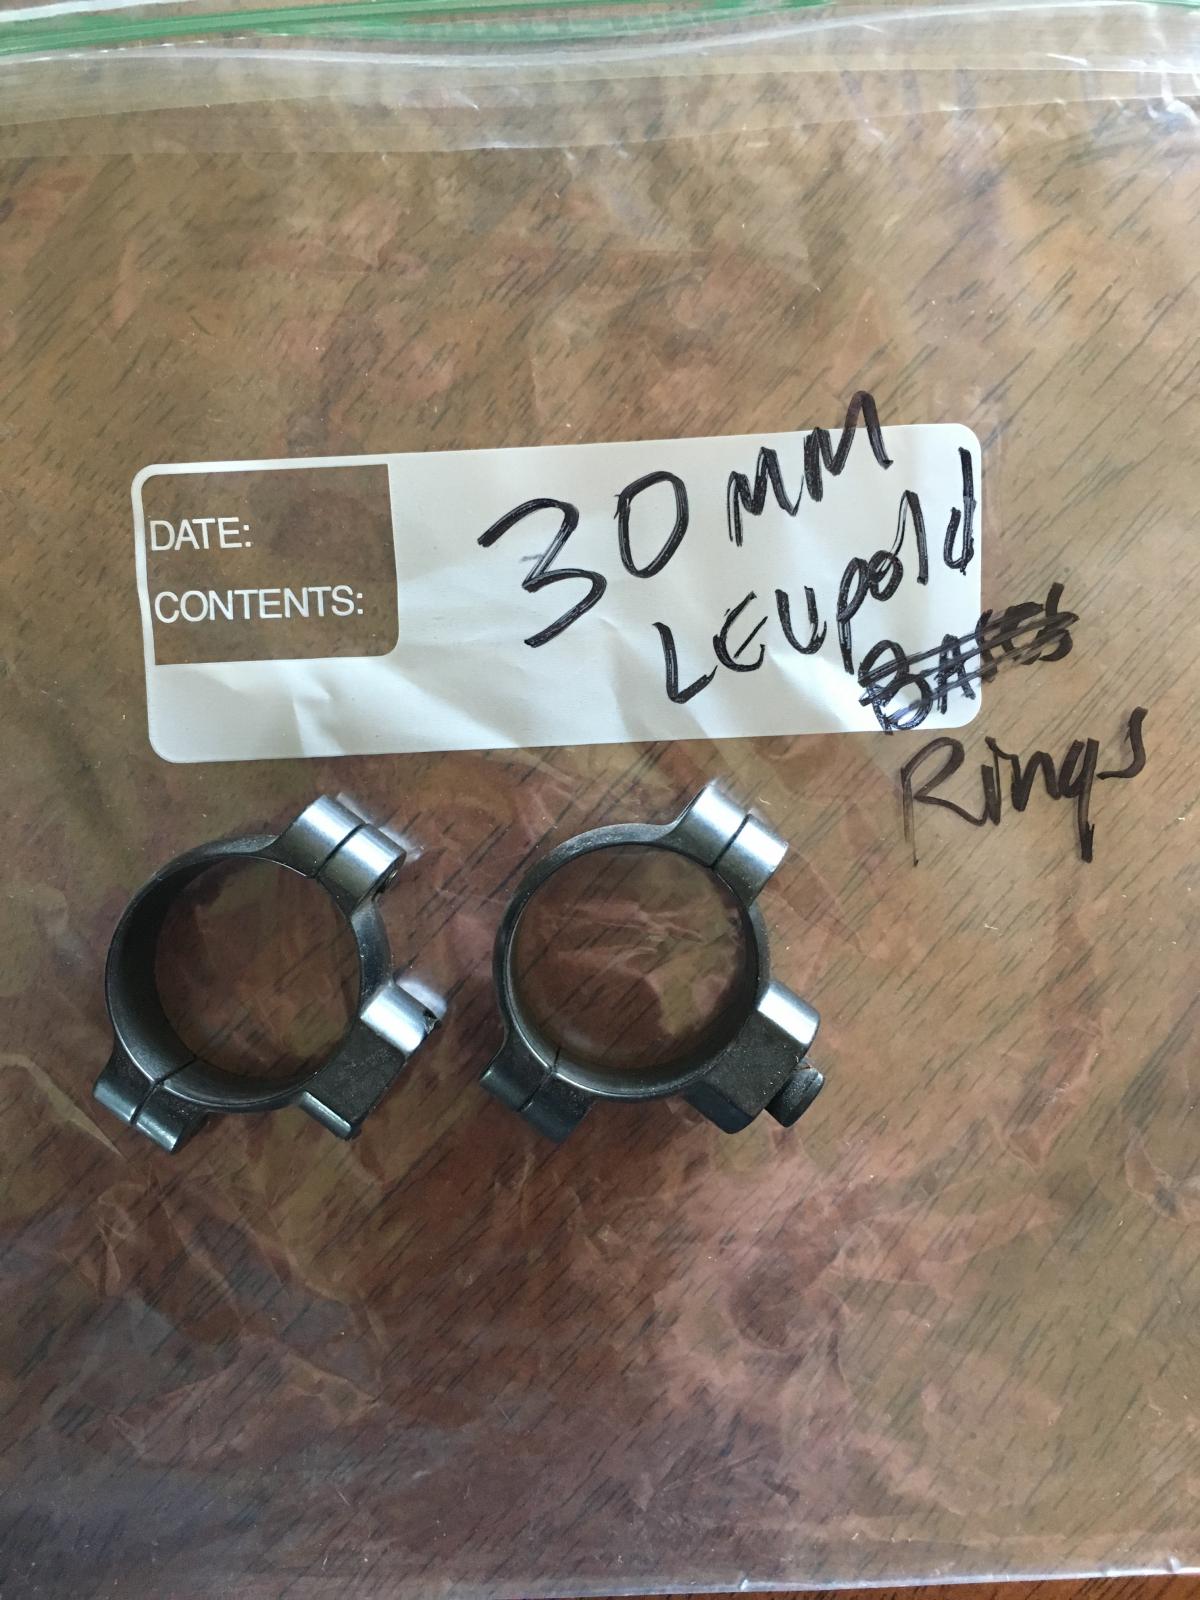 DATE:
CONTENTS:
30 MM
LEUpold
Rings